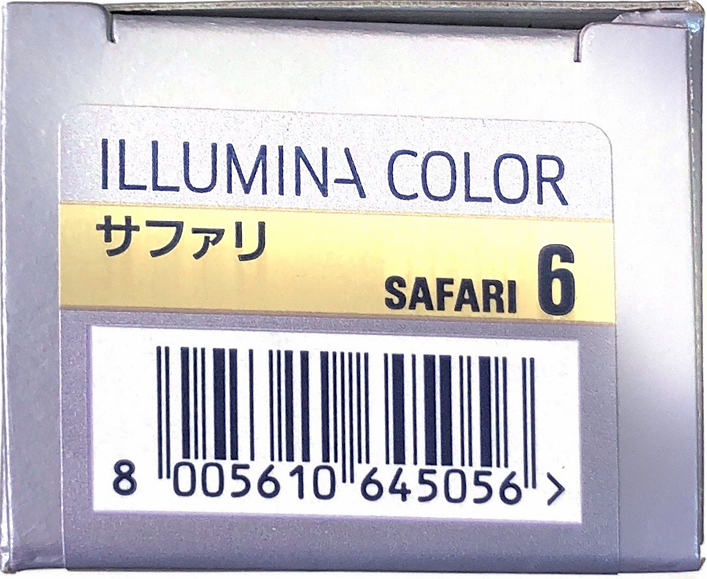 ILLUMINA COLOR
サファリ
SAFARI 6
8 005610 645056 >